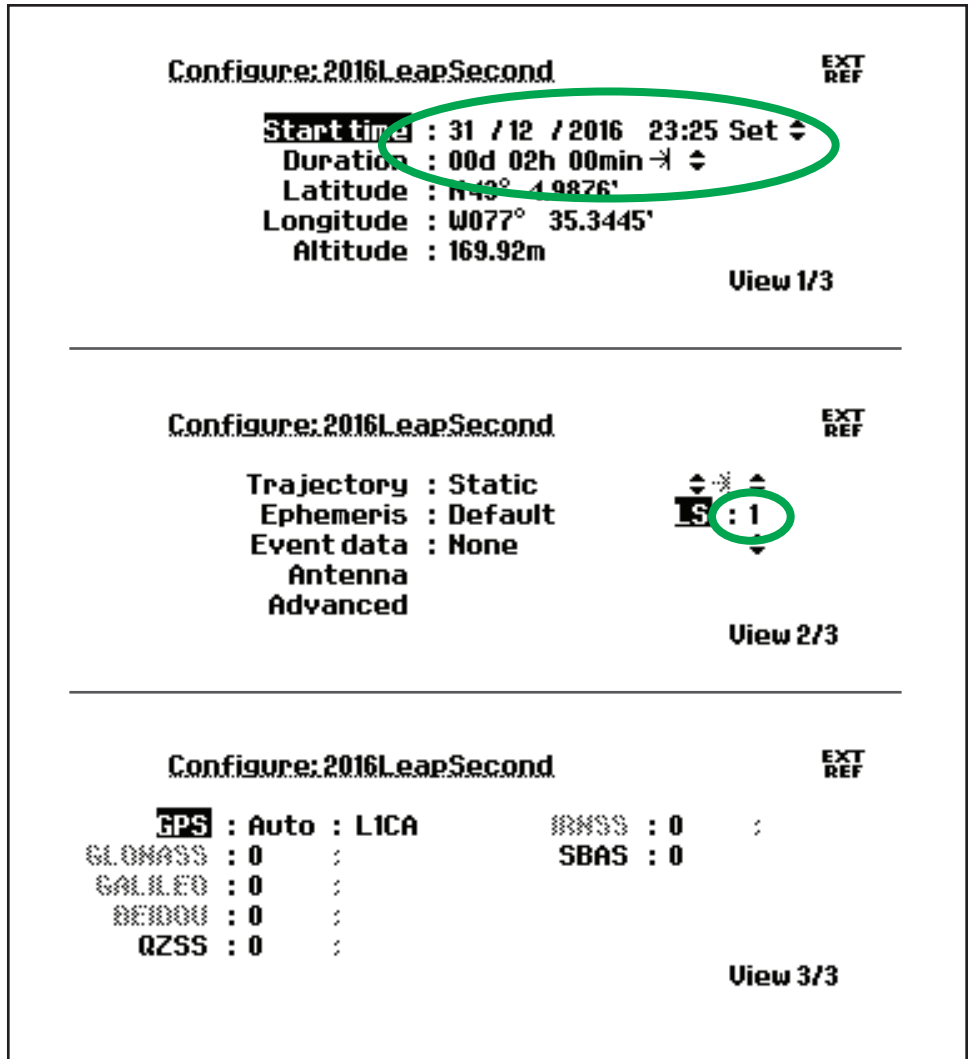 Configure:2016LeapSecond EXT REF
Start time : 31 / 12 / 2016 23:25 Set
Duration : 00d 02h 00min
Latitude : N43° 4.9876'
Longitude : W077° 35.3445'
Altitude : 169.92m
View 1/3
Configure:2016LeapSecond EXT REF
Trajectory : Static
Ephemeris : Default LS : 1
Event data : None
Antenna
Advanced
View 2/3
Configure:2016LeapSecond EXT REF
GPS : Auto : L1CA IRNSS : 0 :
GLONASS : 0 : SBAS : 0
GALILEO : 0 :
BEIDOU : 0 :
QZSS : 0 :
View 3/3